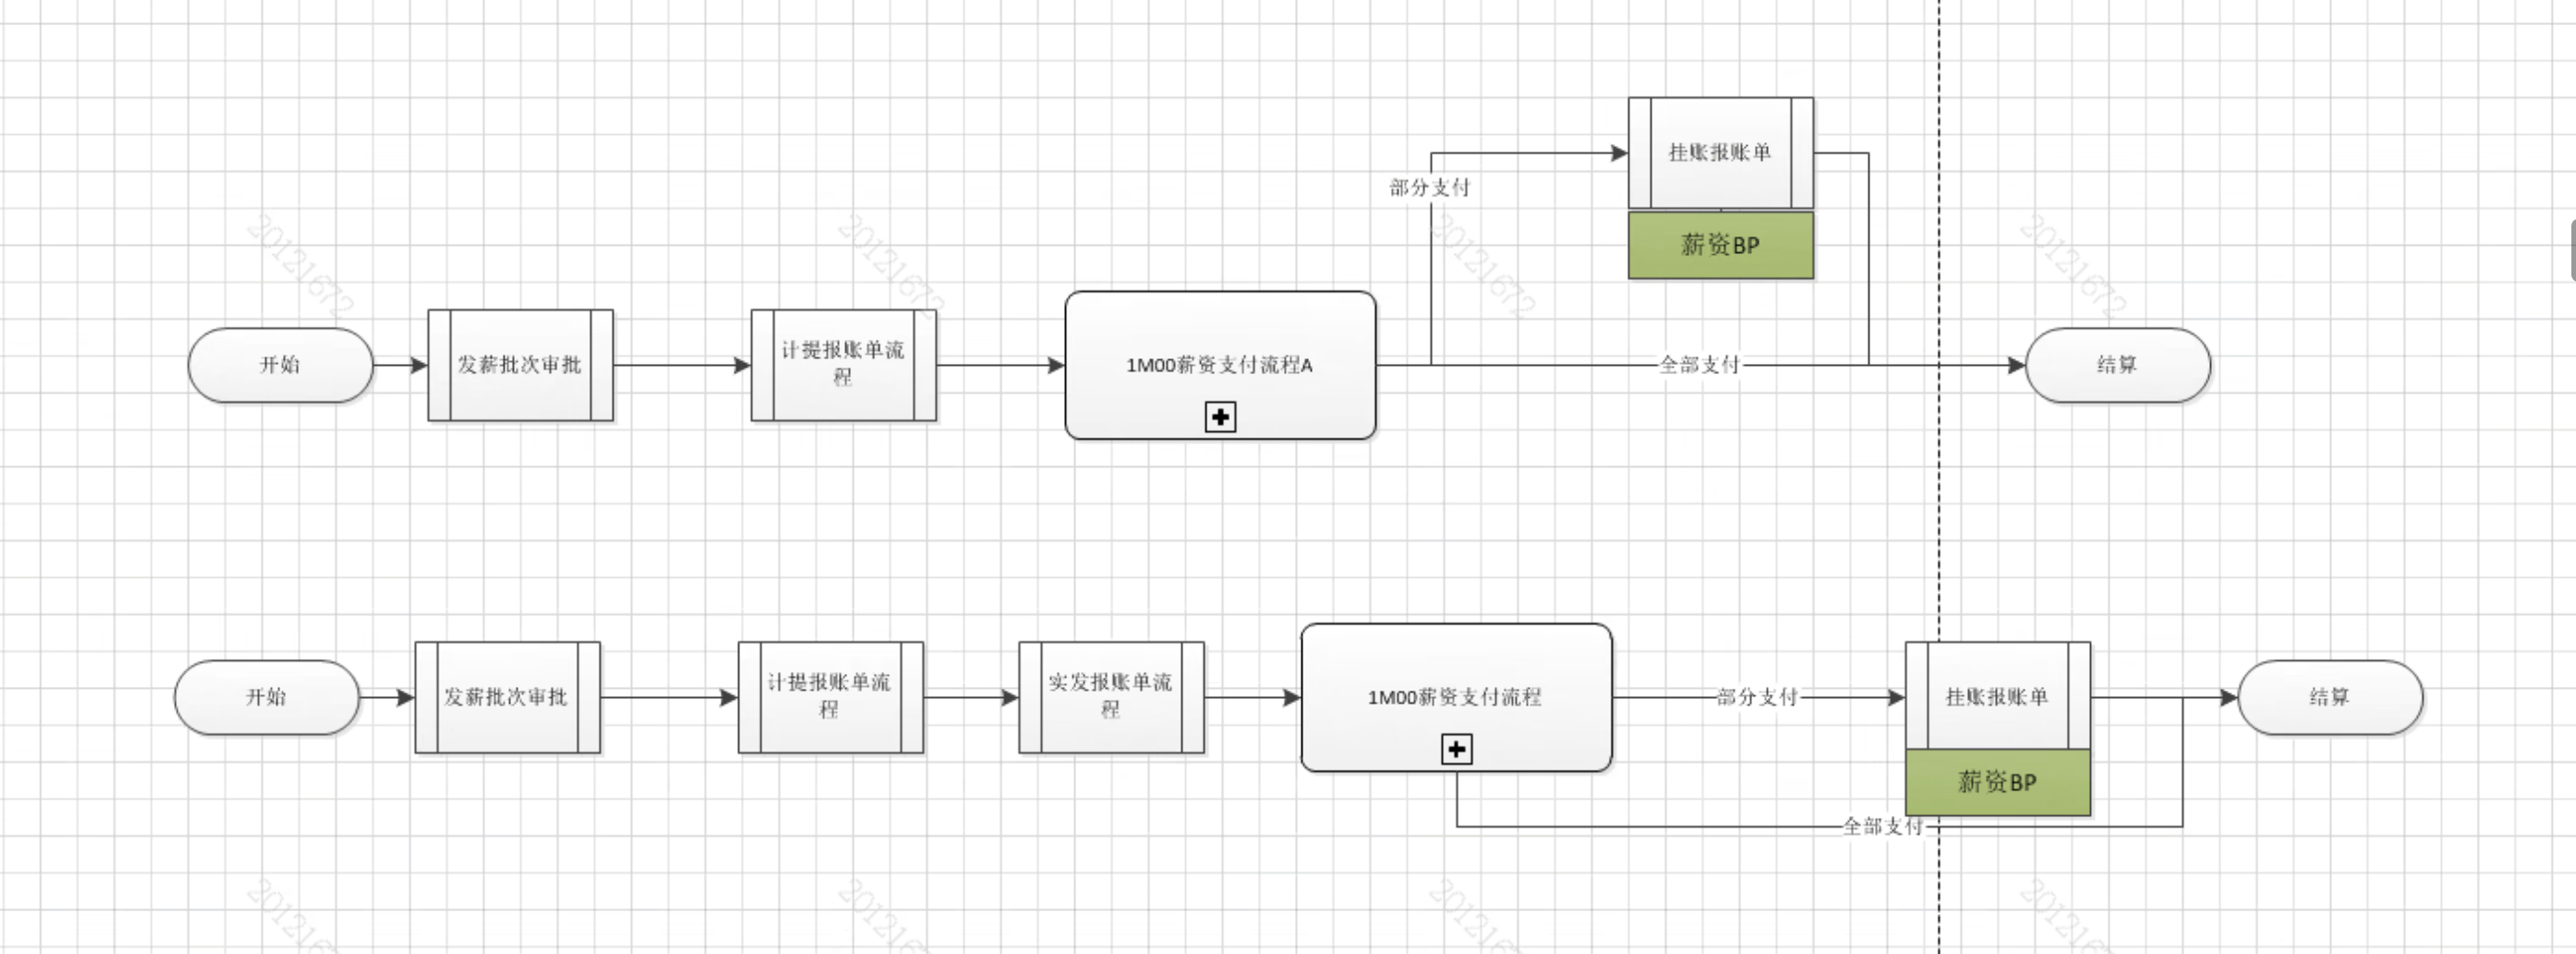 部分支付
挂账报账单
薪资BP
20121672
20121672
20121672
20121672
开始
发薪批次审批
计提报账单流
程
1M00薪资支付流程A
全部支付
结算
开始
发薪批次审批
计提报账单流
程
实发报账单流
程
1M00薪资支付流程
部分支付
挂账报账单
薪资BP
结算
全部支付